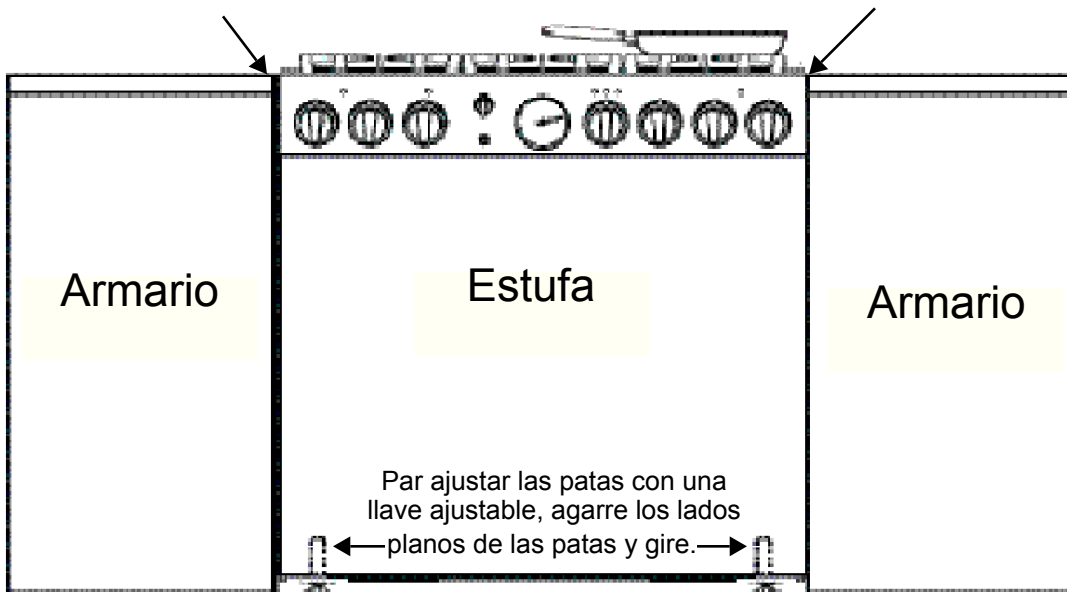 Armario
Estufa
Armario
Par ajustar las patas con una
llave ajustable, agarre los lados
planos de las patas y gire.